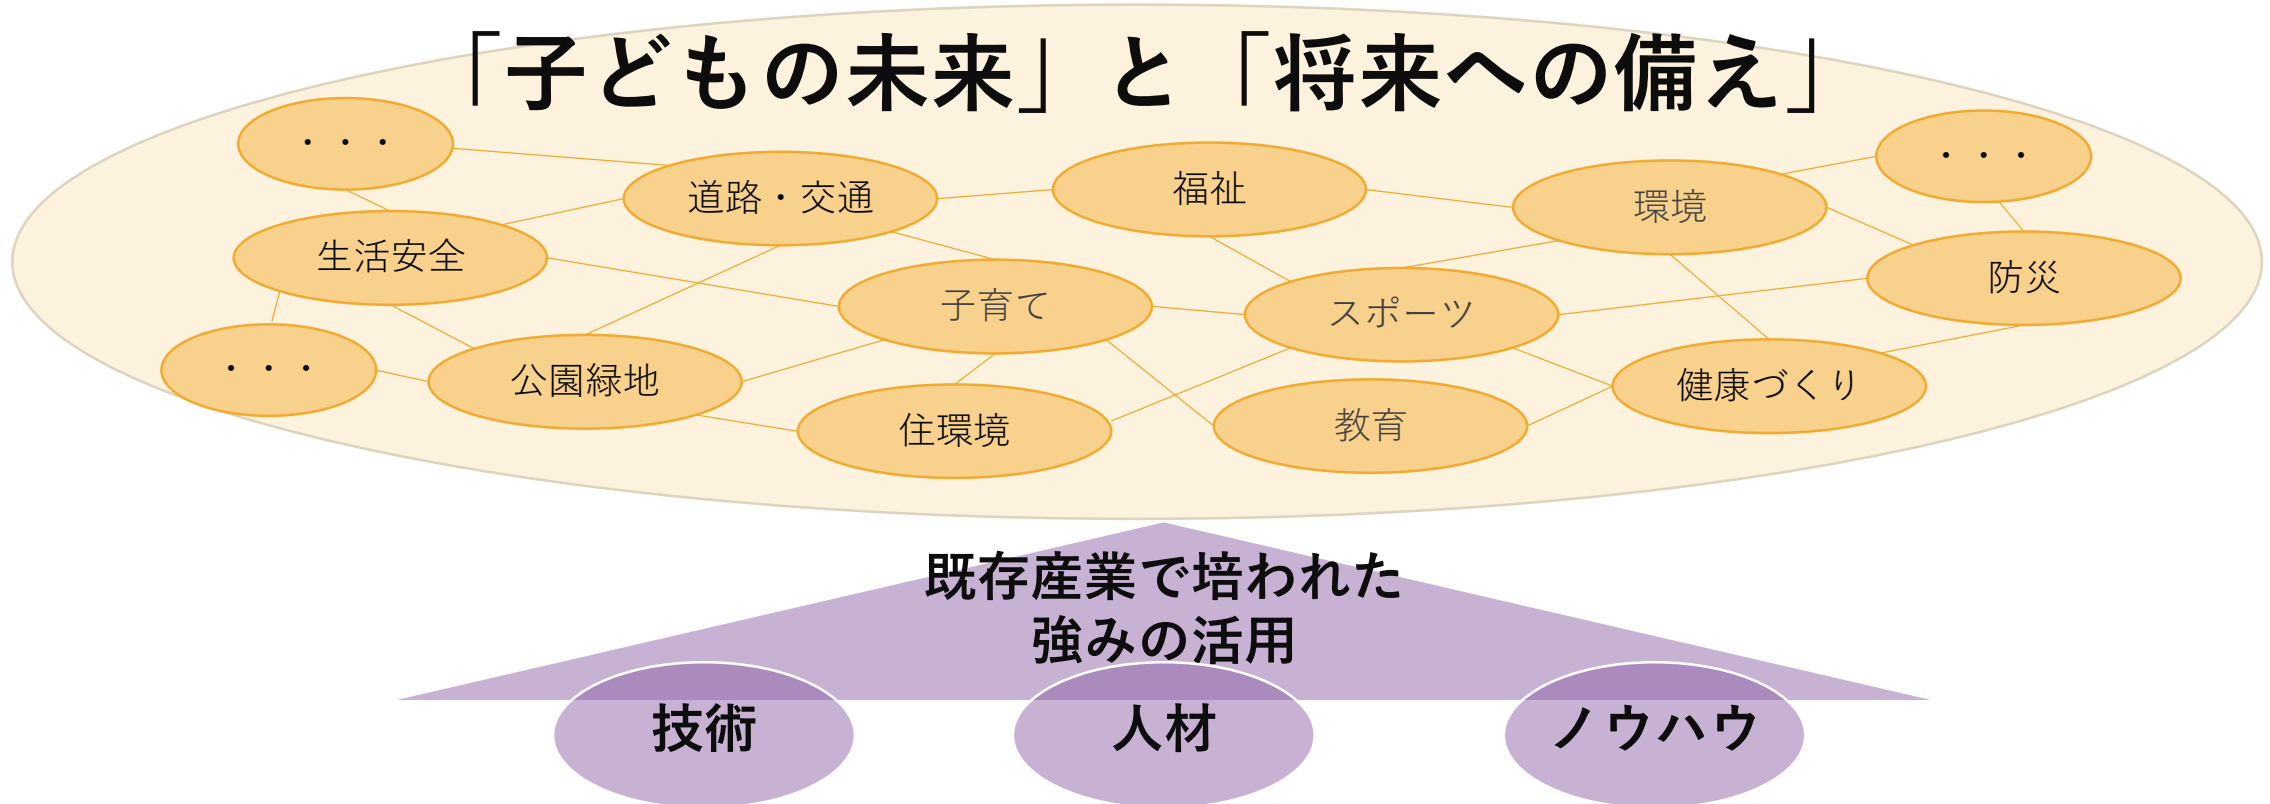 「子どもの未来」と「将来への備え」
・・・
・・・
道路・交通
福祉
環境
生活安全
防災
子育て
スポーツ
・・・
公園緑地
健康づくり
住環境
教育
既存産業で培われた
強みの活用
技術
人材
ノウハウ